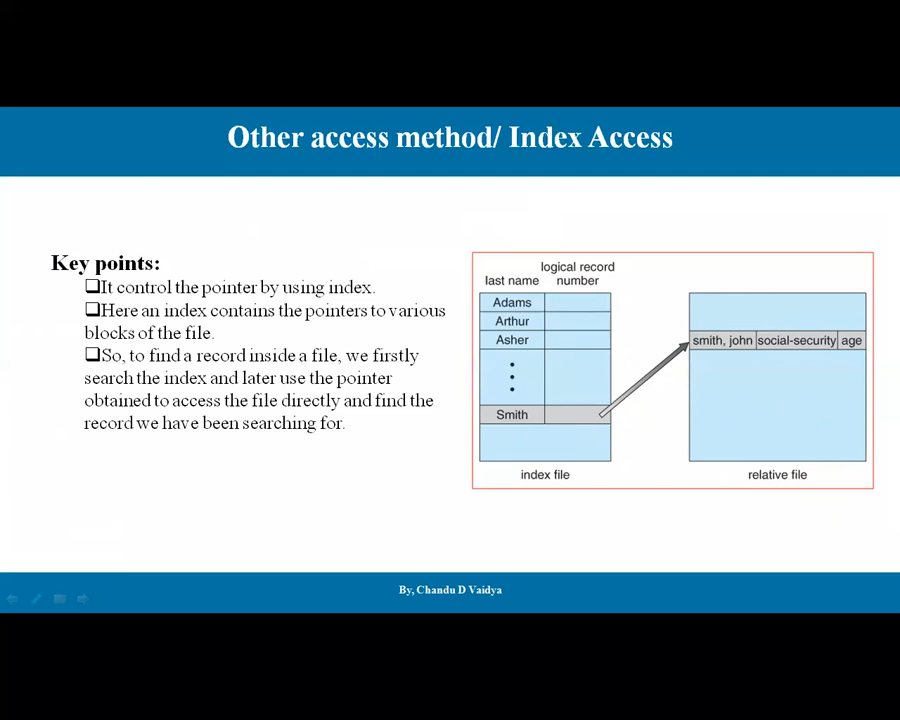 Other access method/ Index Access
Key points:
❑It control the pointer by using index.
❑Here an index contains the pointers to various
blocks of the file.
❑So, to find a record inside a file, we firstly
search the index and later use the pointer
obtained to access the file directly and find the
record we have been searching for.
logical record
last name number
Adams
Arthur
Asher
Smith
index file
smith, john social-security age
relative file
By, Chandu D Vaidya